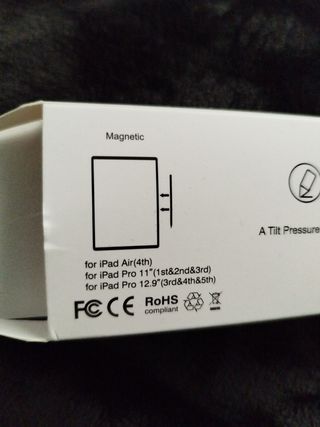 Magnetic
A Tilt Pressure
for iPad Air(4th)
for iPad Pro 11"(1st&2nd&3rd)
for iPad Pro 12.9"(3rd&4th&5th)
FC CE RoHS
compliant